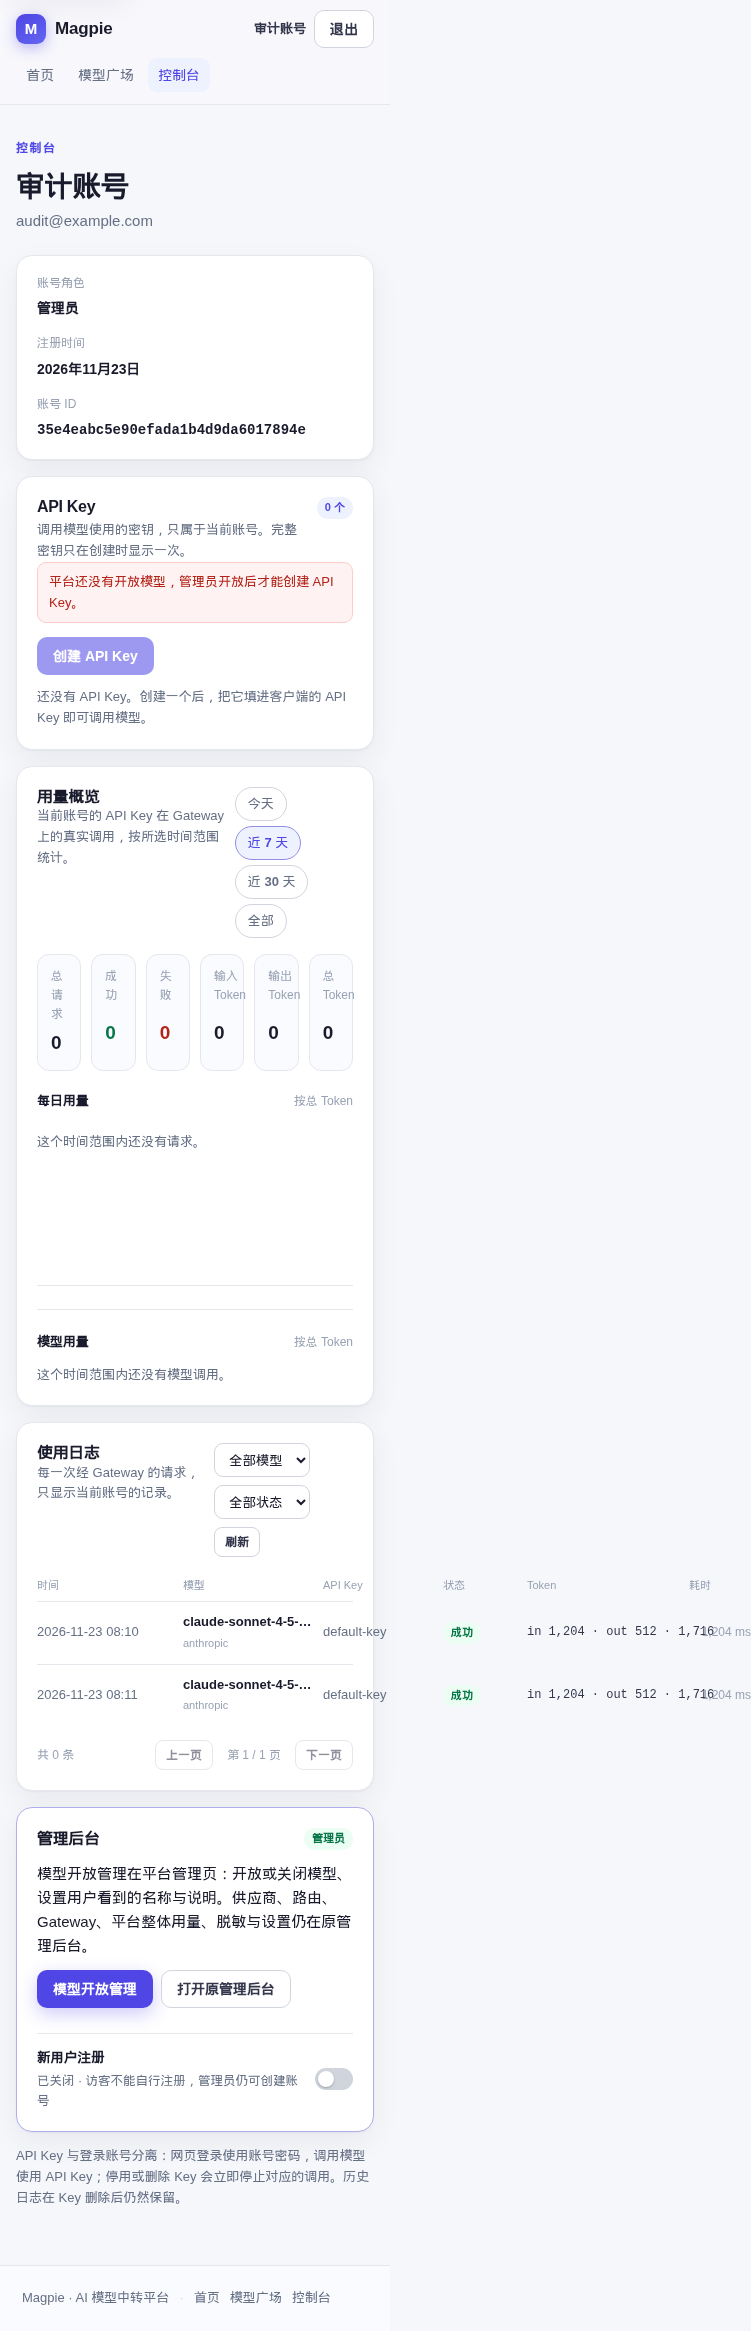 M Magpie 审计账号 退出
首页 模型广场 控制台
控制台
审计账号
audit@example.com
账号角色
管理员
注册时间
2026年11月23日
账号 ID
35e4eabc5e90efada1b4d9da6017894e
API Key 0 个
调用模型使用的密钥，只属于当前账号。完整
密钥只在创建时显示一次。
平台还没有开放模型，管理员开放后才能创建 API
Key。
创建 API Key
还没有 API Key。创建一个后，把它填进客户端的 API
Key 即可调用模型。
用量概览
当前账号的 API Key 在 Gateway
上的真实调用，按所选时间范围
统计。
今天
近 7 天
近 30 天
全部
总请求
0
成功
0
失败
0
输入 Token
0
输出 Token
0
总 Token
0
每日用量 按总 Token
这个时间范围内还没有请求。
模型用量 按总 Token
这个时间范围内还没有模型调用。
使用日志
每一次经 Gateway 的请求，
只显示当前账号的记录。
全部模型
全部状态
刷新
时间 模型 API Key 状态 Token 耗时
2026-11-23 08:10 claude-sonnet-4-5-… default-key 成功 in 1,204 · out 512 · 1,716 204 ms
anthropic
2026-11-23 08:11 claude-sonnet-4-5-… default-key 成功 in 1,204 · out 512 · 1,716 204 ms
anthropic
共 0 条 上一页 第 1 / 1 页 下一页
管理后台 管理员
模型开放管理在平台管理页：开放或关闭模型、
设置用户看到的名称与说明。供应商、路由、
Gateway、平台整体用量、脱敏与设置仍在原管
理后台。
模型开放管理 打开原管理后台
新用户注册
已关闭 · 访客不能自行注册，管理员仍可创建账
号
API Key 与登录账号分离：网页登录使用账号密码，调用模型
使用 API Key；停用或删除 Key 会立即停止对应的调用。历史
日志在 Key 删除后仍然保留。
Magpie · AI 模型中转平台 · 首页 模型广场 控制台